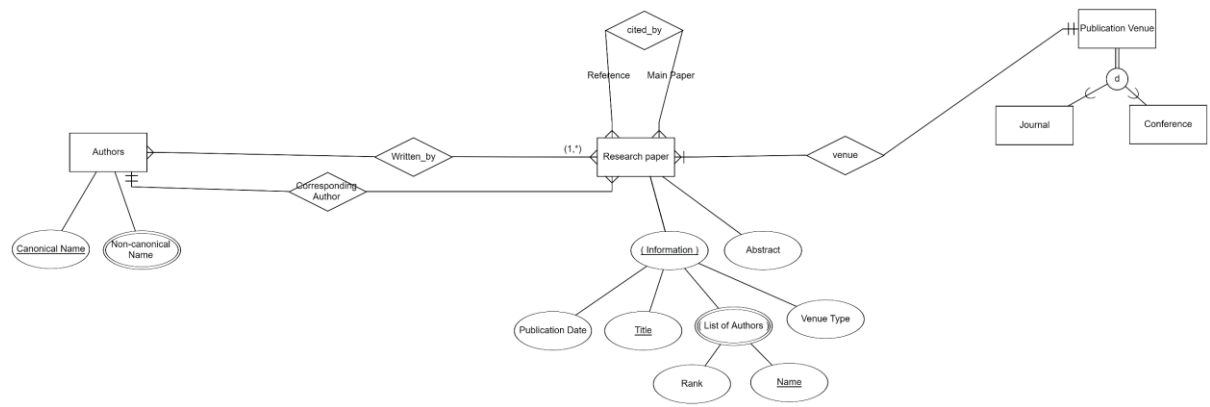 cited_by
Publication Venue
Reference
Main Paper
d
Journal
Conference
Authors
Written_by
(1,*)
Research paper
venue
Corresponding
Author
Canonical Name
Non-canonical
Name
( Information )
Abstract
Publication Date
Title
( List of Authors )
Venue Type
Rank
Name